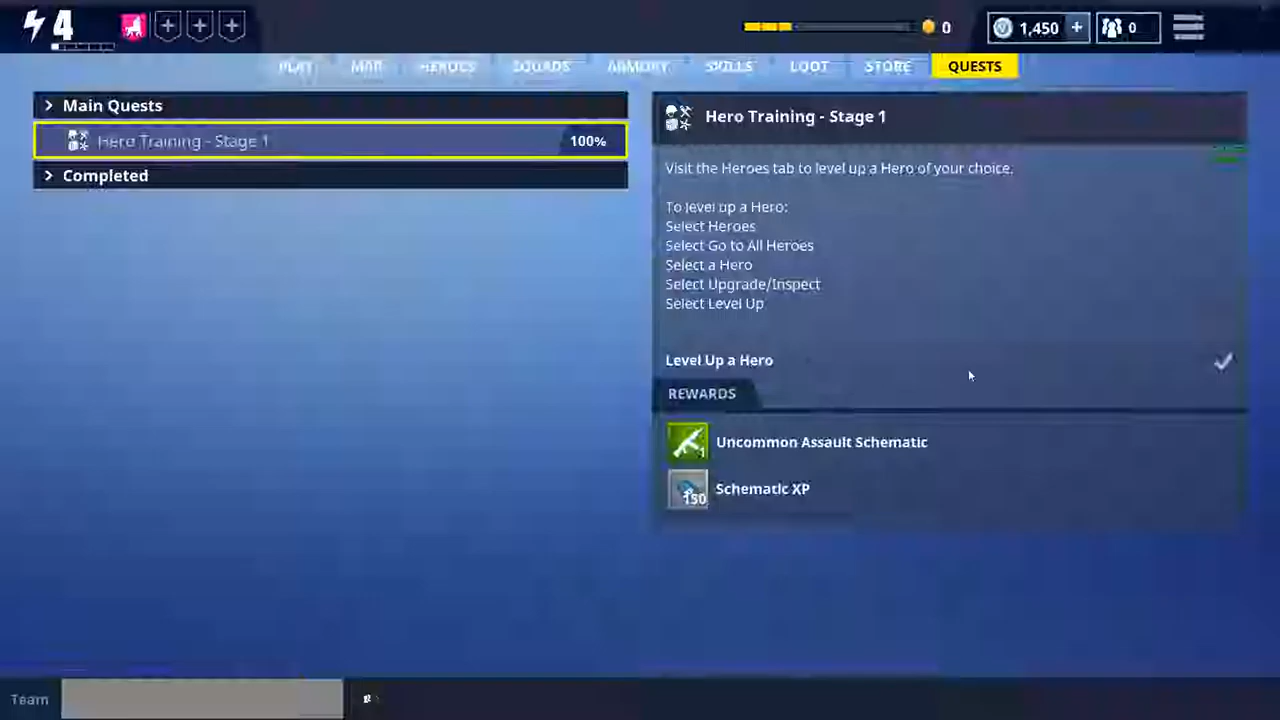 4
0
1,450 +
0
PLAY MAP HEROES SQUADS ARMORY SKILLS LOOT STORE QUESTS
Main Quests
Hero Training - Stage 1 100%
Completed
Hero Training - Stage 1
Visit the Heroes tab to level up a Hero of your choice.
To level up a Hero:
Select Heroes
Select Go to All Heroes
Select a Hero
Select Upgrade/Inspect
Select Level Up
Level Up a Hero
REWARDS
1
Uncommon Assault Schematic
150
Schematic XP
Team